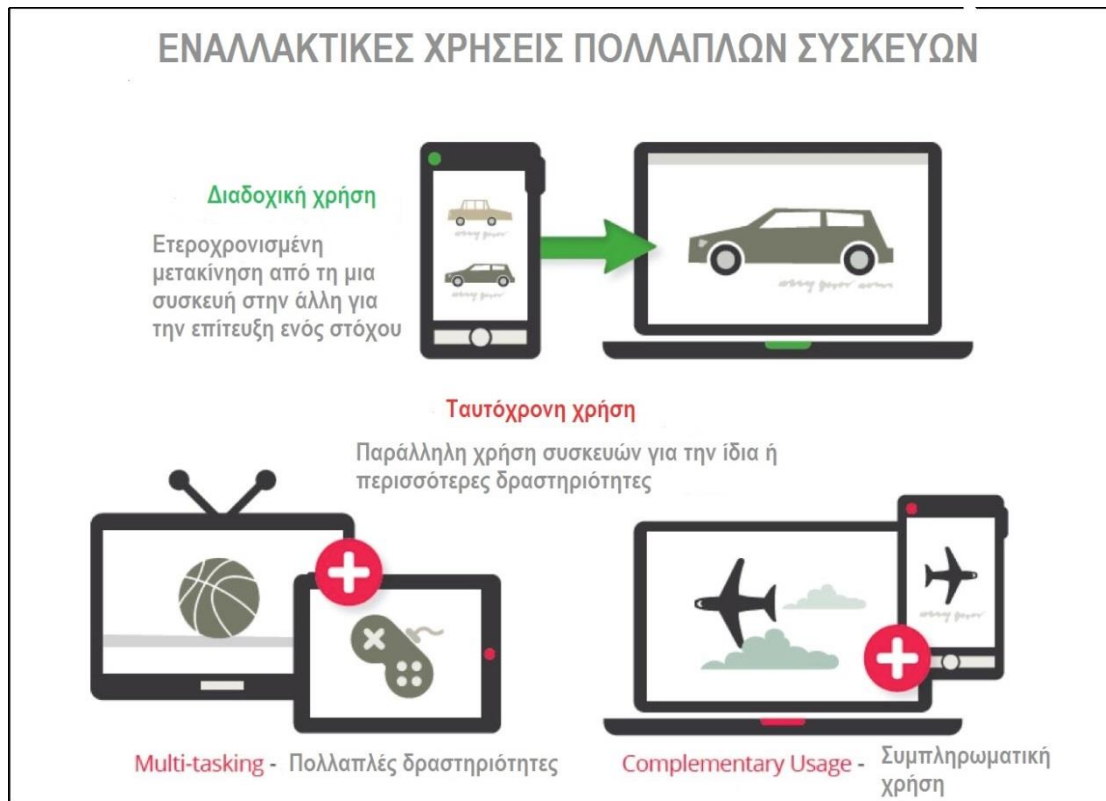 ΕΝΑΛΛΑΚΤΙΚΕΣ ΧΡΗΣΕΙΣ ΠΟΛΛΑΠΛΩΝ ΣΥΣΚΕΥΩΝ
Διαδοχική χρήση
Ετεροχρονισμένη
μετακίνηση από τη μια
συσκευή στην άλλη για
την επίτευξη ενός στόχου
Ταυτόχρονη χρήση
Παράλληλη χρήση συσκευών για την ίδια ή
περισσότερες δραστηριότητες
Multi-tasking - Πολλαπλές δραστηριότητες
Complementary Usage - Συμπληρωματική
χρήση